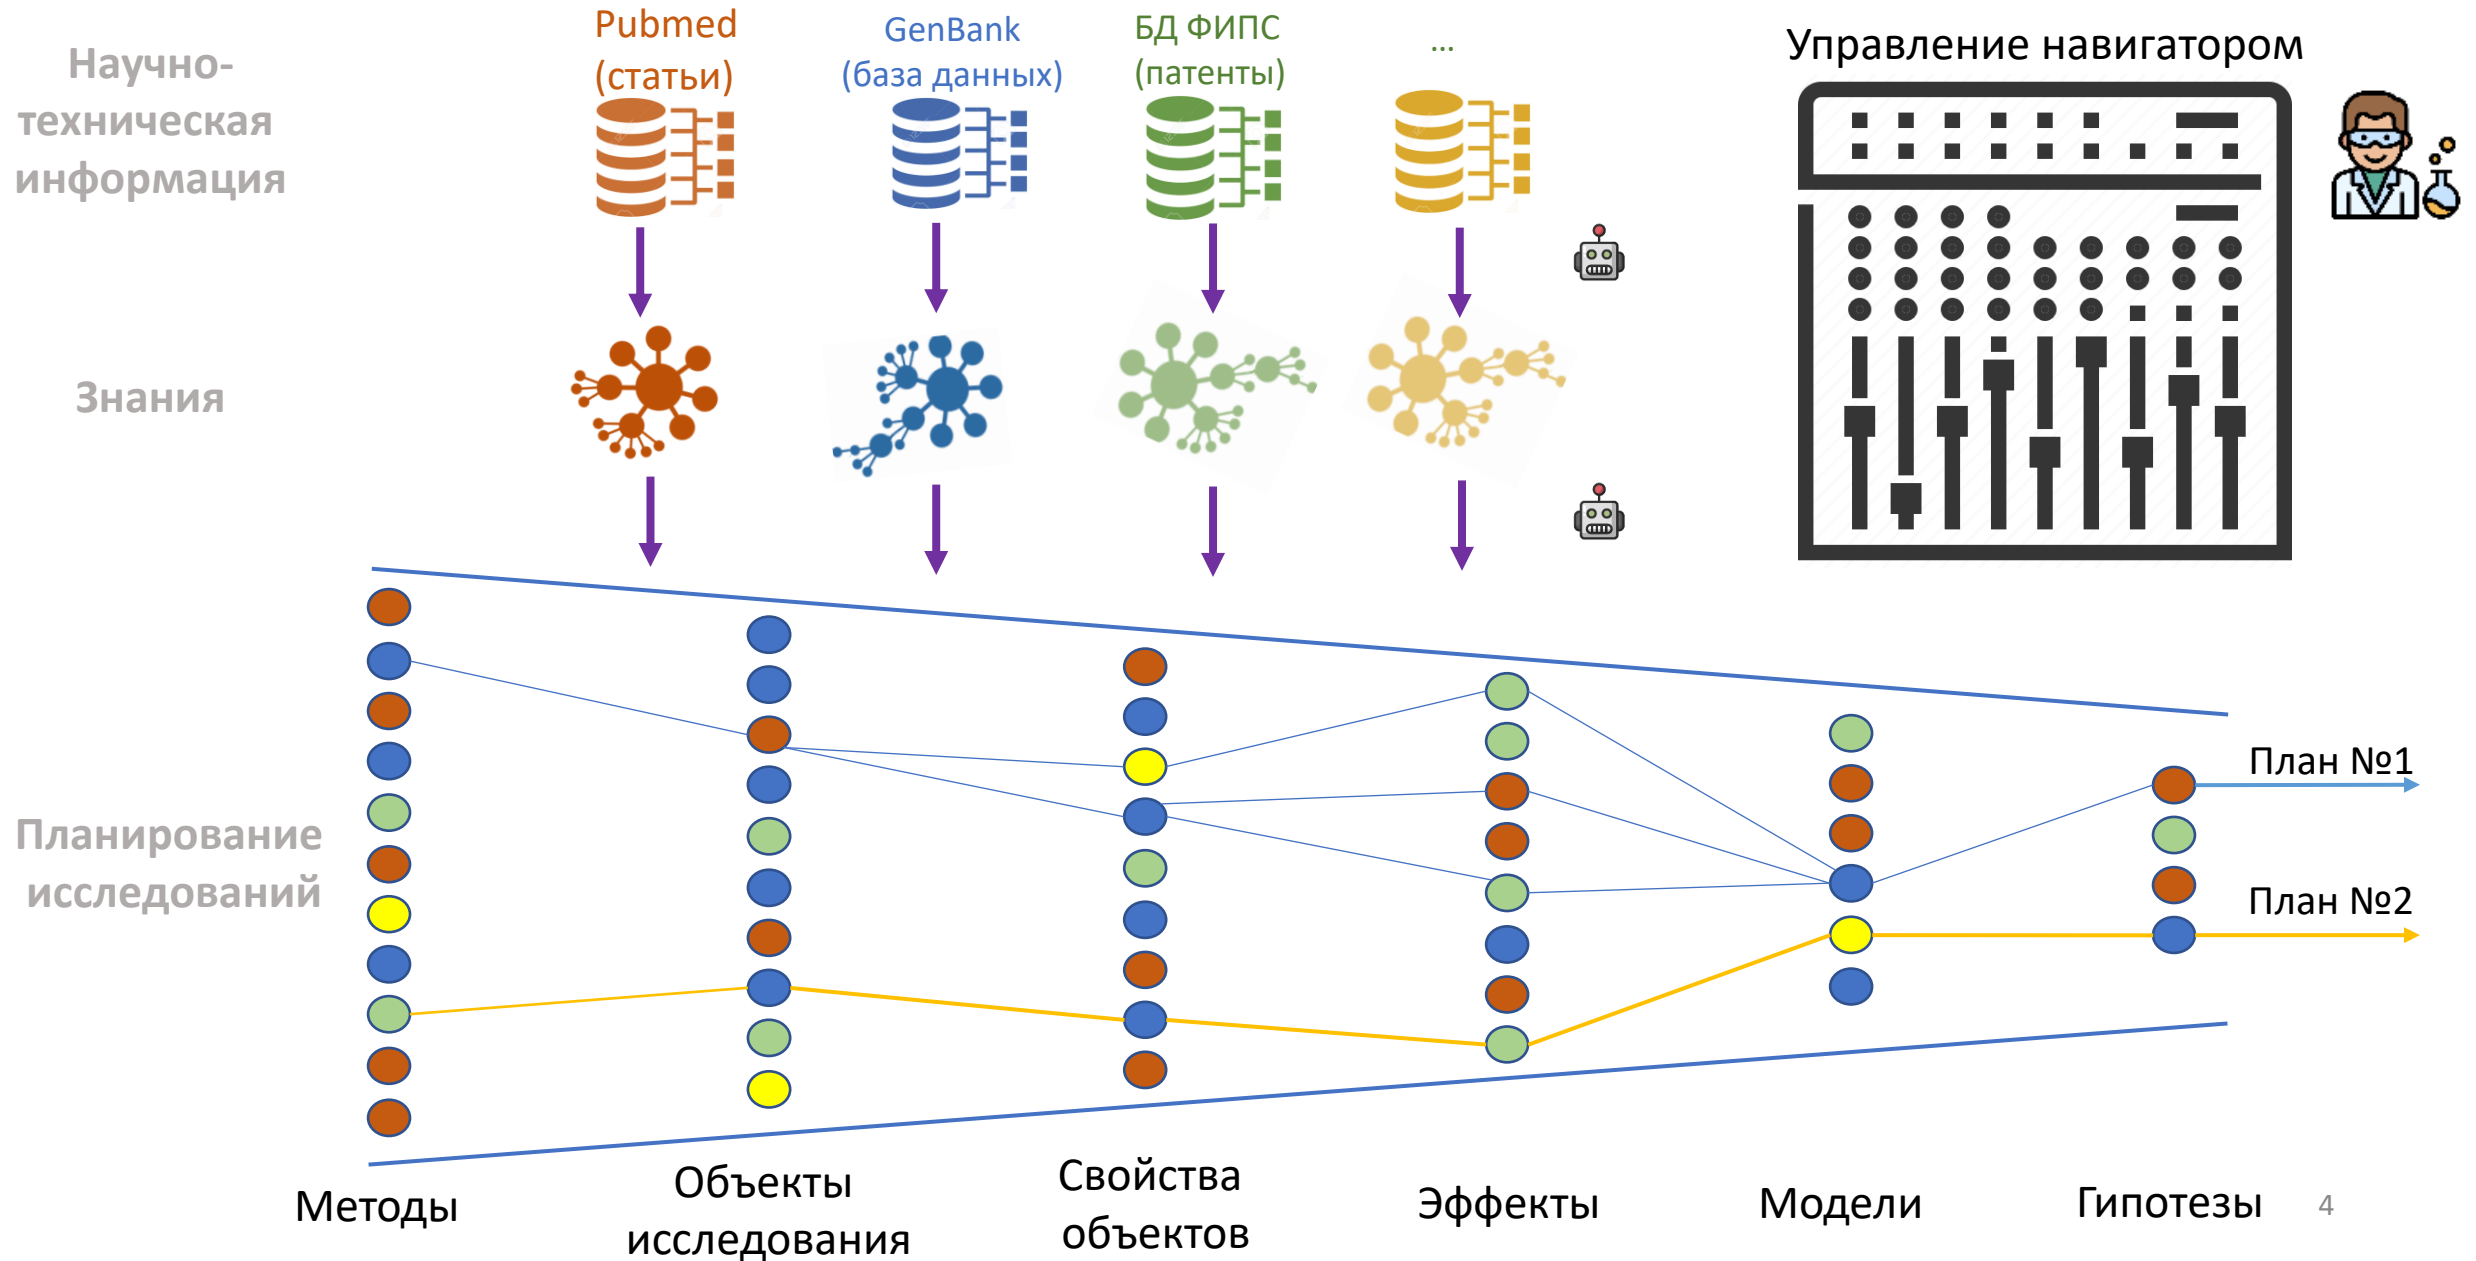 Научно-
техническая
информация
Pubmed
(статьи)
GenBank
(база данных)
БД ФИПС
(патенты)
...
Управление навигатором
Знания
Планирование
исследований
План №1
План №2
Методы
Объекты
исследования
Свойства
объектов
Эффекты
Модели
Гипотезы
4